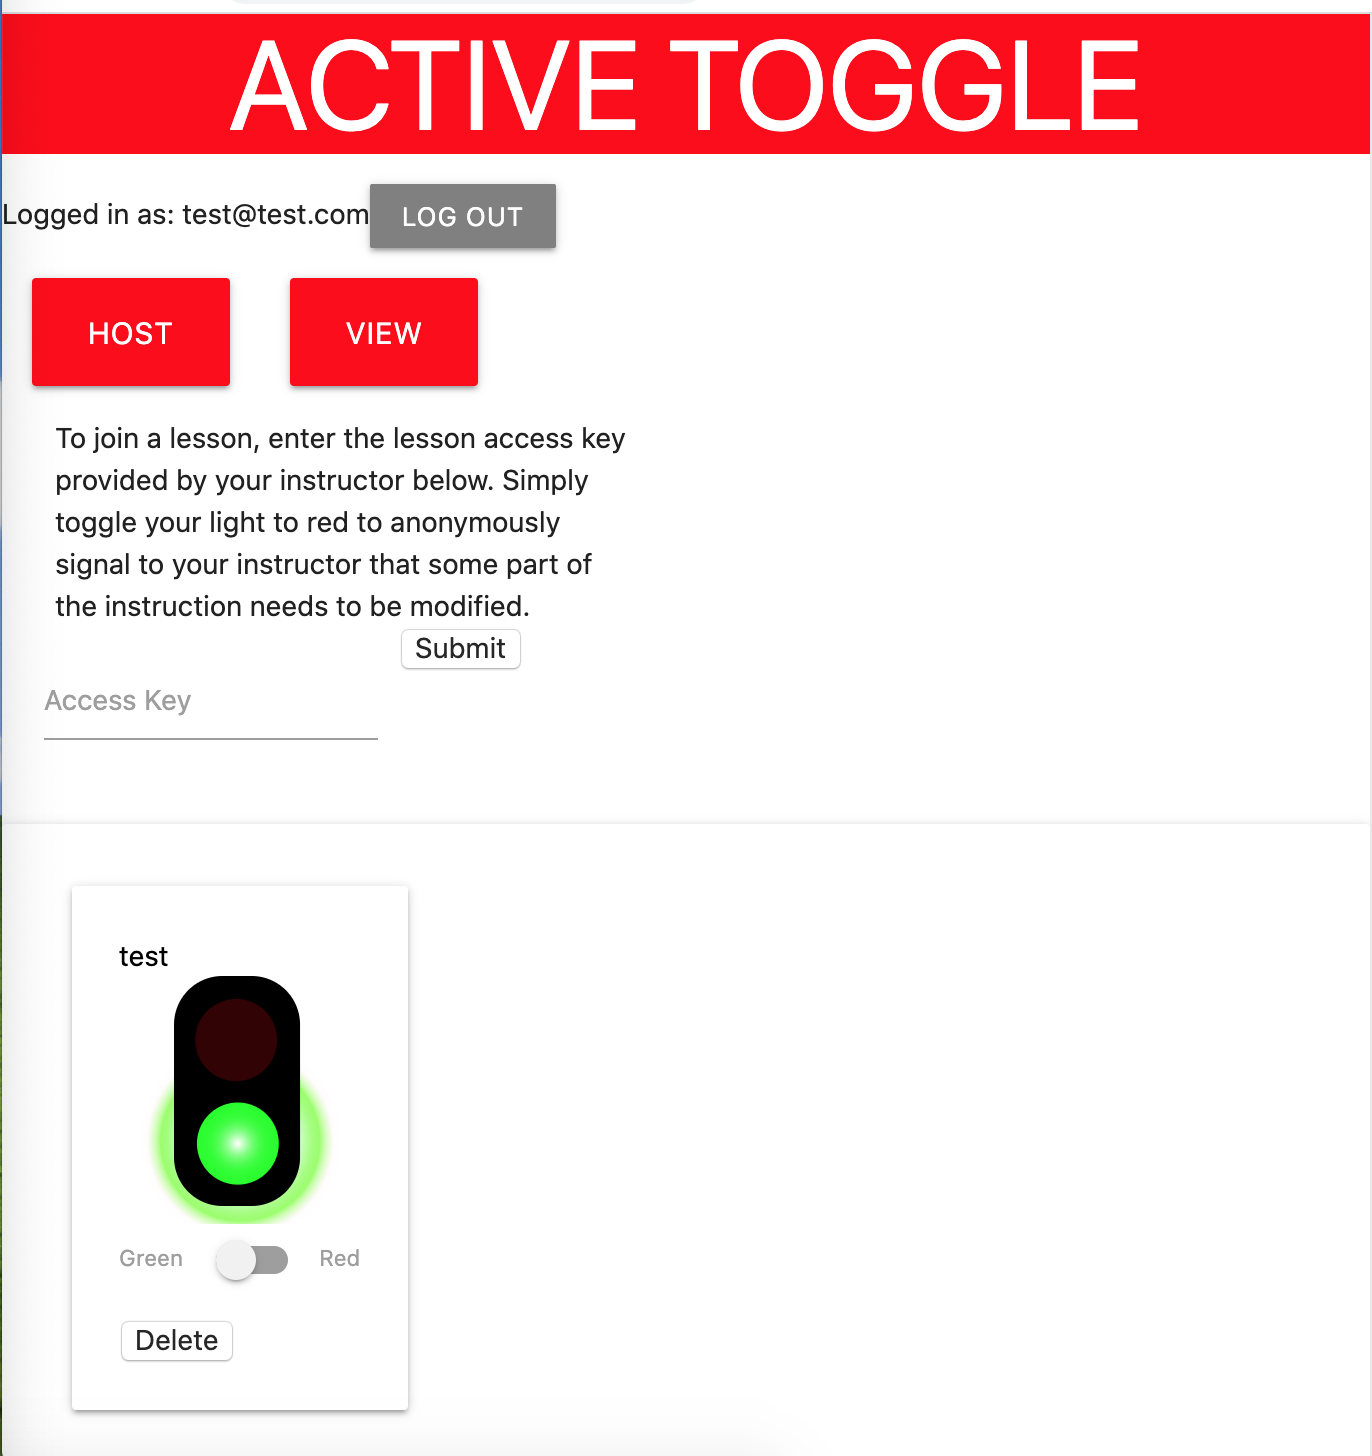 ACTIVE TOGGLE
Logged in as: test@test.com LOG OUT
HOST VIEW
To join a lesson, enter the lesson access key
provided by your instructor below. Simply
toggle your light to red to anonymously
signal to your instructor that some part of
the instruction needs to be modified.
Submit
Access Key
test
Green Red
Delete